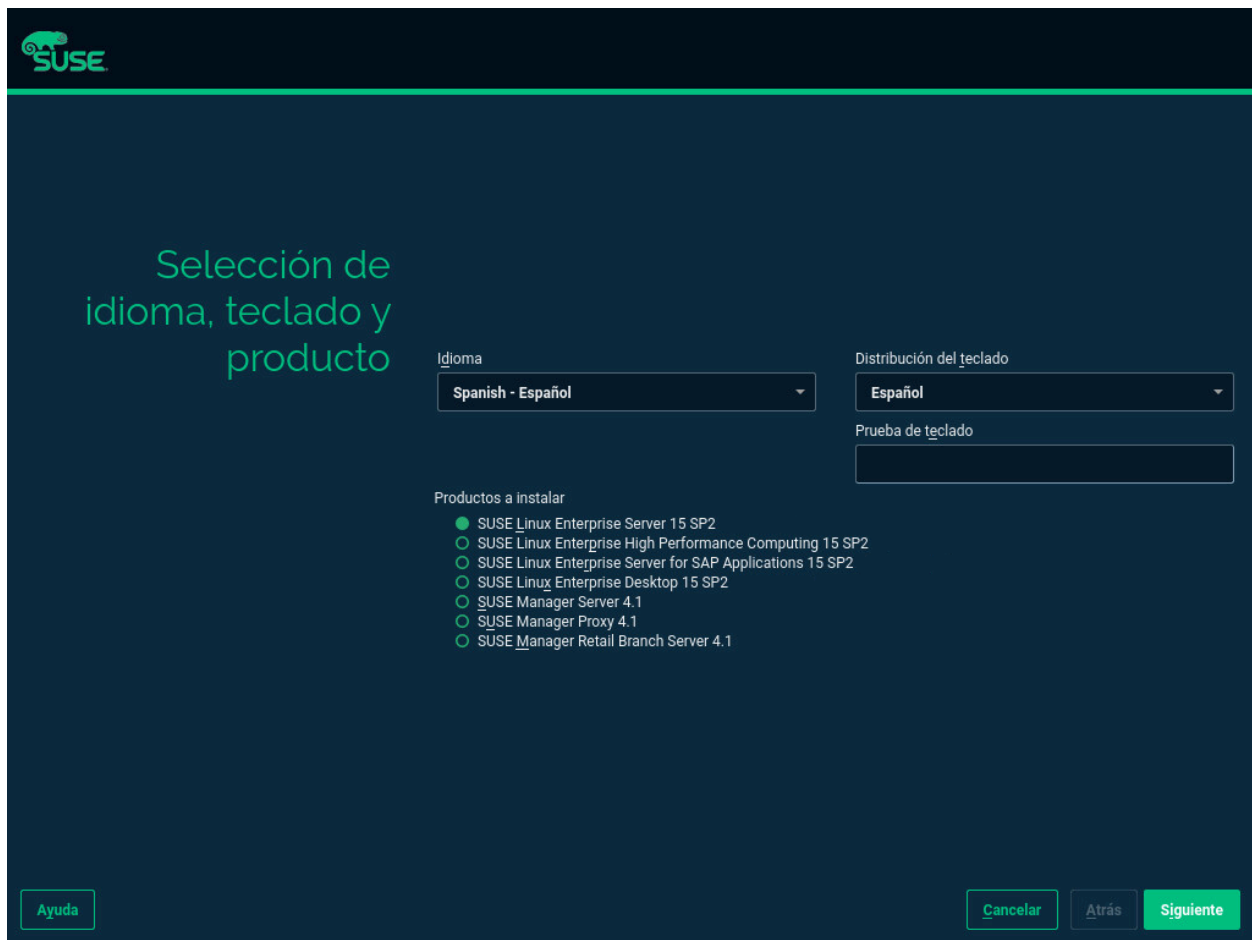 SUSE
Selección de
idioma, teclado y
producto
Idioma
Spanish - Español
Distribución del teclado
Español
Prueba de teclado
Productos a instalar
SUSE Linux Enterprise Server 15 SP2
SUSE Linux Enterprise High Performance Computing 15 SP2
SUSE Linux Enterprise Server for SAP Applications 15 SP2
SUSE Linux Enterprise Desktop 15 SP2
SUSE Manager Server 4.1
SUSE Manager Proxy 4.1
SUSE Manager Retail Branch Server 4.1
Ayuda
Cancelar
Atrás
Siguiente